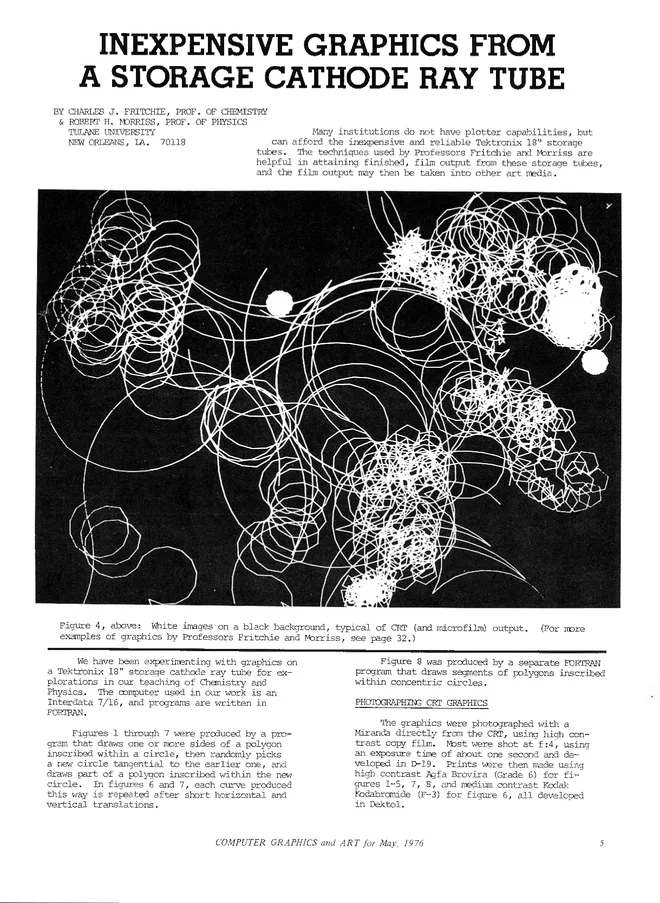 INEXPENSIVE GRAPHICS FROM
A STORAGE CATHODE RAY TUBE
BY CHARLES J. FRITCHIE, PROF. OF CHEMISTRY
& ROBERT H. MORRISS, PROF. OF PHYSICS
TULANE UNIVERSITY
NEW ORLEANS, LA. 70118
Many institutions do not have plotter capabilities, but
can afford the inexpensive and reliable Tektronix 18" storage
tubes. The techniques used by Professors Fritchie and Morriss are
helpful in attaining finished, film output from these storage tubes,
and the film output may then be taken into other art media.
Figure 4, above: White images on a black background, typical of CRT (and microfilm) output. (For more
examples of graphics by Professors Fritchie and Morriss, see page 32.)
We have been experimenting with graphics on
a Tektronix 18" storage cathode ray tube for ex-
plorations in our teaching of Chemistry and
Physics. The computer used in our work is an
Interdata 7/16, and programs are written in
FORTRAN.
Figures 1 through 7 were produced by a pro-
gram that draws one or more sides of a polygon
inscribed within a circle, then randomly picks
a new circle tangential to the earlier one, and
draws part of a polygon inscribed within the new
circle. In figures 6 and 7, each curve produced
this way is repeated after short horizontal and
vertical translations.
Figure 8 was produced by a separate FORTRAN
program that draws segments of polygons inscribed
within concentric circles.
PHOTOGRAPHING CRT GRAPHICS
The graphics were photographed with a
Miranda directly from the CRT, using high con-
trast copy film. Most were shot at f:4, using
an exposure time of about one second and de-
veloped in D-19. Prints were then made using
high contrast Agfa Brovira (Grade 6) for fi-
gures 1-5, 7, 8, and medium contrast Kodak
Kodabromide (F-3) for figure 6, all developed
in Dektol.
COMPUTER GRAPHICS and ART for May, 1976
5